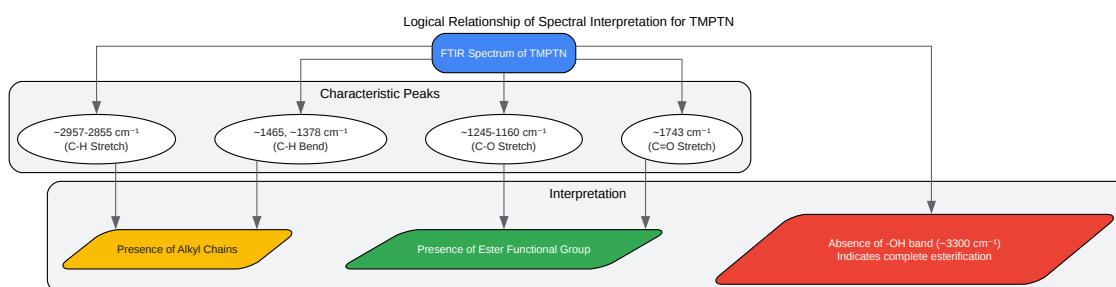 Logical Relationship of Spectral Interpretation for TMPTN
FTIR Spectrum of TMPTN
Characteristic Peaks
~2957-2855 cm⁻¹
(C-H Stretch)
~1465, ~1378 cm⁻¹
(C-H Bend)
~1245-1160 cm⁻¹
(C-O Stretch)
~1743 cm⁻¹
(C=O Stretch)
Interpretation
Presence of Alkyl Chains
Presence of Ester Functional Group
Absence of -OH band (~3300 cm⁻¹)
Indicates complete esterification